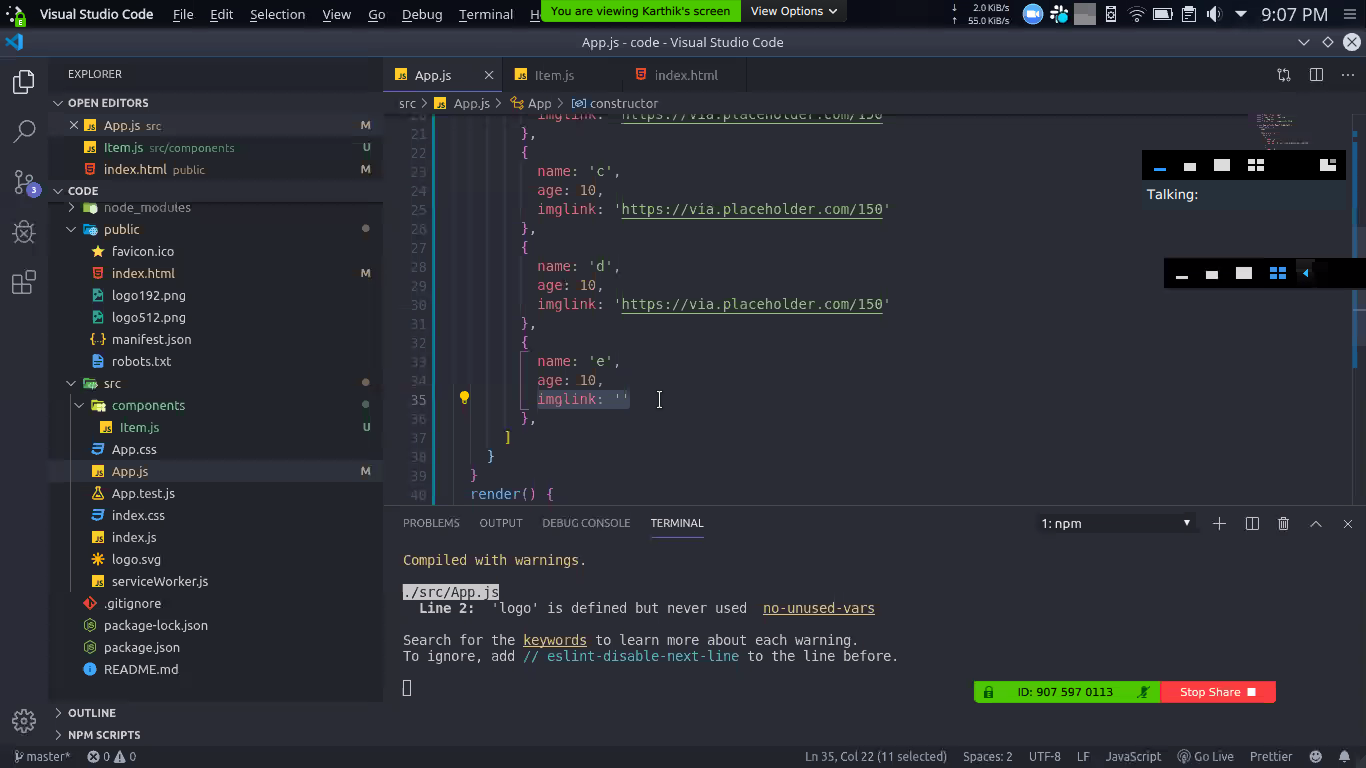 Visual Studio Code File Edit Selection View Go Debug Terminal H
You are viewing Karthik's screen View Options
2.0 KiB/s
55.0 KiB/s
9:07 PM
App.js - code - Visual Studio Code
EXPLORER
OPEN EDITORS
App.js src M
Item.js src/components U
index.html public M
CODE
node_modules
public
favicon.ico
index.html M
logo192.png
logo512.png
manifest.json
robots.txt
src
components
Item.js U
App.css
App.js M
App.test.js
index.css
index.js
logo.svg
serviceWorker.js
.gitignore
package-lock.json
package.json
README.md
OUTLINE
NPM SCRIPTS
App.js Item.js index.html
src App.js App constructor
20 imglink: 'https://via.placeholder.com/150'
21 },
22 {
23 name: 'c',
24 age: 10,
25 imglink: 'https://via.placeholder.com/150'
26 },
27 {
28 name: 'd',
29 age: 10,
30 imglink: 'https://via.placeholder.com/150'
31 },
32 {
33 name: 'e',
34 age: 10,
35 imglink: ''
36 },
37 ]
38 }
39 }
40 render() {
Talking:
PROBLEMS OUTPUT DEBUG CONSOLE TERMINAL 1: npm
Compiled with warnings.
./src/App.js
Line 2: 'logo' is defined but never used no-unused-vars
Search for the keywords to learn more about each warning.
To ignore, add // eslint-disable-next-line to the line before.
ID: 907 597 0113 Stop Share
3
master* 0 0 Ln 35, Col 22 (11 selected) Spaces: 2 UTF-8 LF JavaScript Go Live Prettier